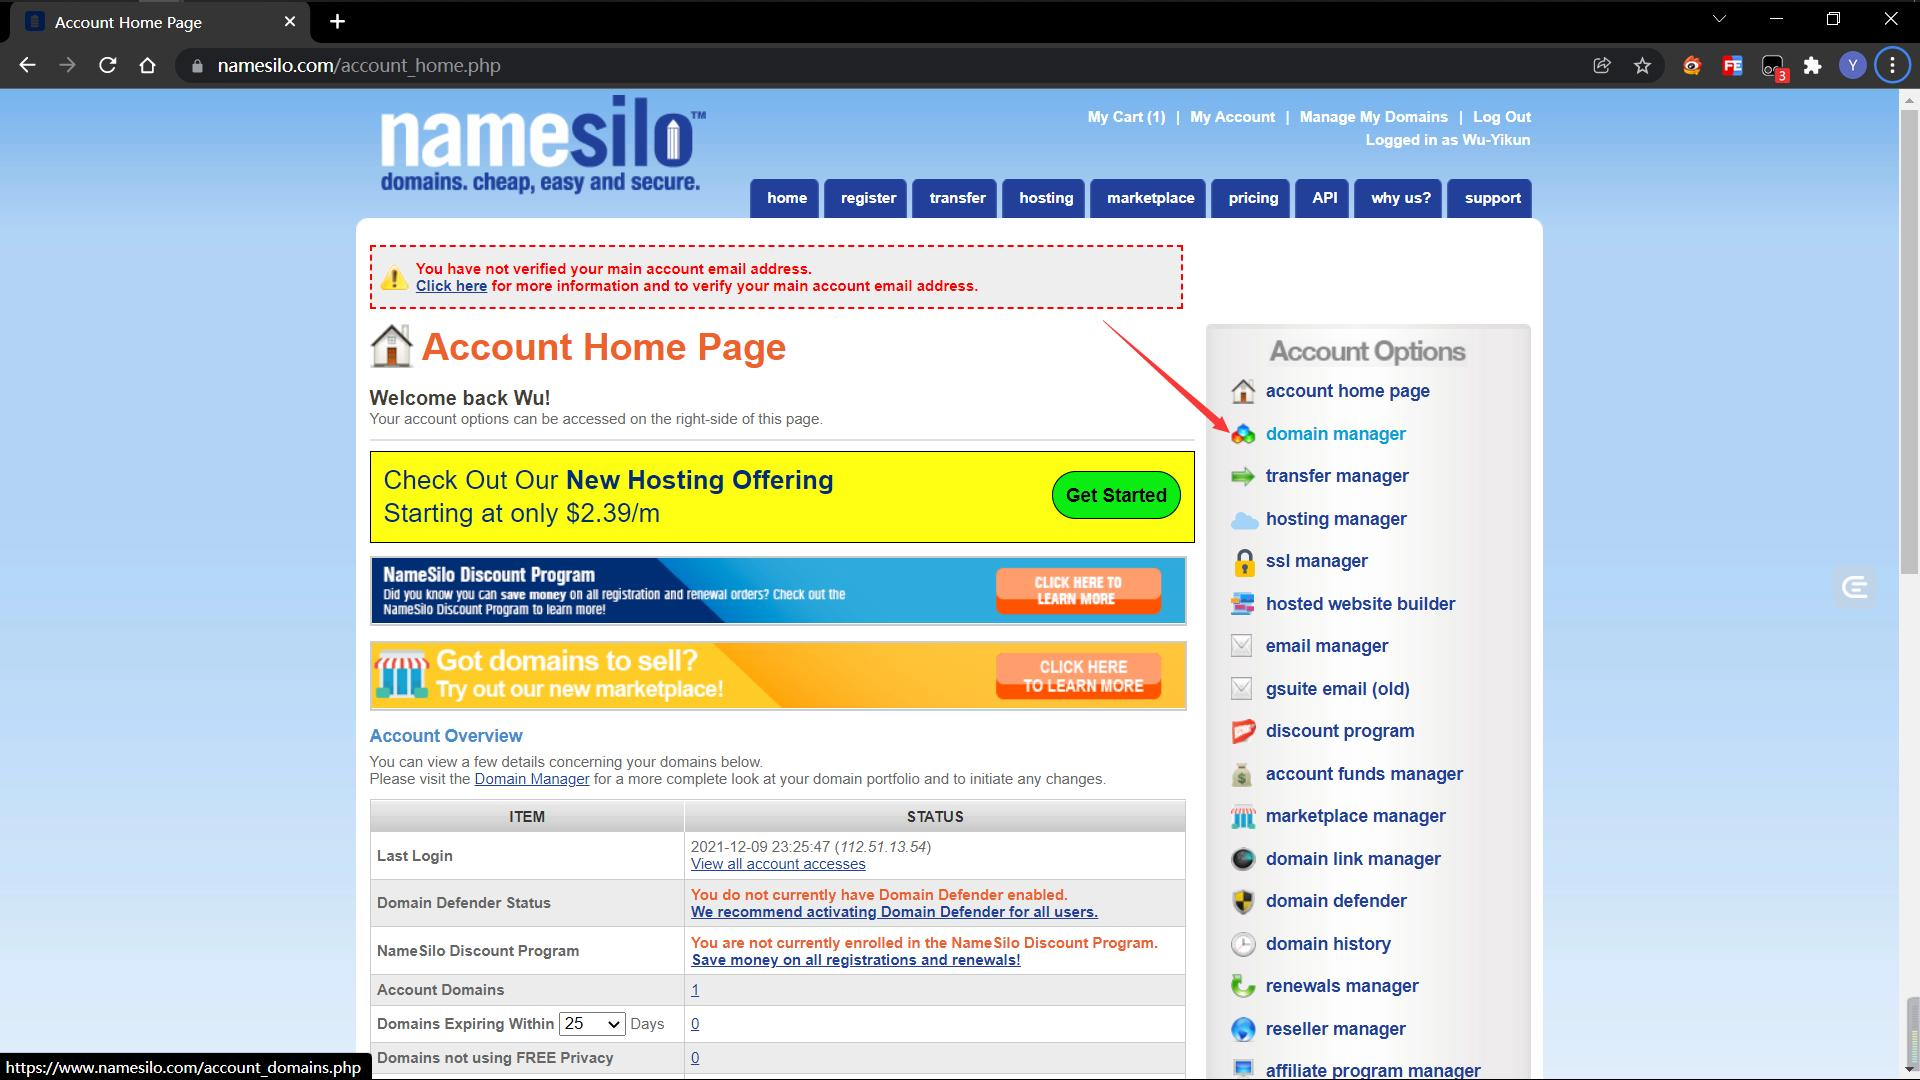 Account Home Page
namesilo.com/account_home.php
FE
3
Y
namesilo™
domains. cheap, easy and secure.
My Cart (1) | My Account | Manage My Domains | Log Out
Logged in as Wu-Yikun
home register transfer hosting marketplace pricing API why us? support
You have not verified your main account email address.
Click here for more information and to verify your main account email address.
Account Home Page
Welcome back Wu!
Your account options can be accessed on the right-side of this page.
Check Out Our New Hosting Offering
Starting at only $2.39/m
Get Started
NameSilo Discount Program
Did you know you can save money on all registration and renewal orders? Check out the
NameSilo Discount Program to learn more!
CLICK HERE TO
LEARN MORE
Got domains to sell?
Try out our new marketplace!
CLICK HERE
TO LEARN MORE
Account Overview
You can view a few details concerning your domains below.
Please visit the Domain Manager for a more complete look at your domain portfolio and to initiate any changes.
ITEM STATUS
Last Login 2021-12-09 23:25:47 (112.51.13.54)
View all account accesses
Domain Defender Status You do not currently have Domain Defender enabled.
We recommend activating Domain Defender for all users.
NameSilo Discount Program You are not currently enrolled in the NameSilo Discount Program.
Save money on all registrations and renewals!
Account Domains 1
Domains Expiring Within 25 Days 0
Domains not using FREE Privacy 0
Account Options
account home page
domain manager
transfer manager
hosting manager
ssl manager
hosted website builder
email manager
gsuite email (old)
discount program
account funds manager
marketplace manager
domain link manager
domain defender
domain history
renewals manager
reseller manager
affiliate program manager
https://www.namesilo.com/account_domains.php